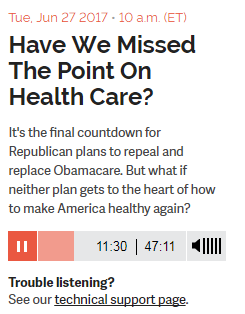 Tue, Jun 27 2017 • 10 a.m. (ET)
Have We Missed
The Point On
Health Care?
It's the final countdown for
Republican plans to repeal and
replace Obamacare. But what if
neither plan gets to the heart of how
to make America healthy again?
11:30 | 47:11
Trouble listening?
See our technical support page.